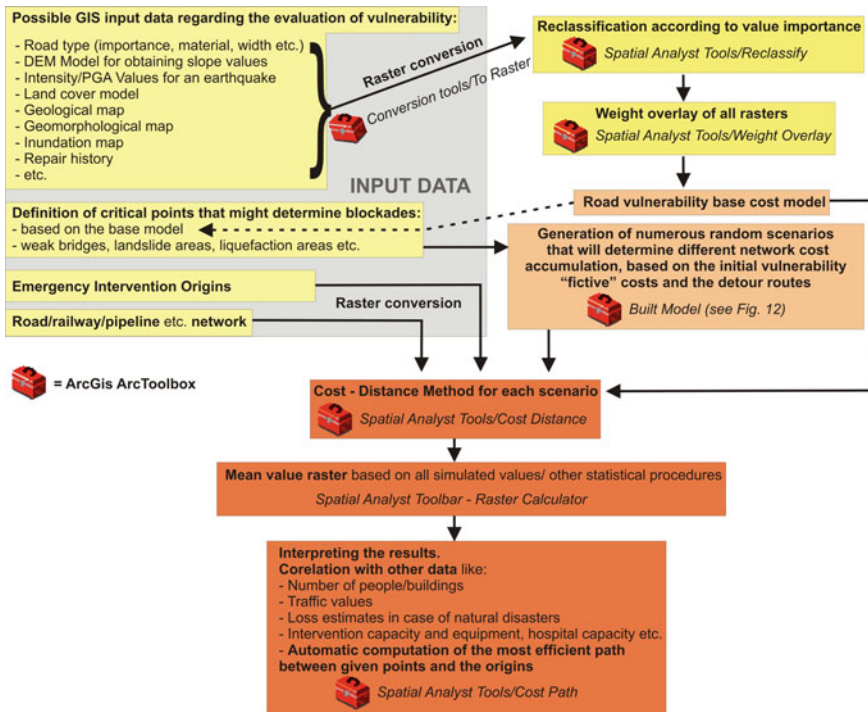 Possible GIS input data regarding the evaluation of vulnerability:
- Road type (importance, material, width etc.)
- DEM Model for obtaining slope values
- Intensity/PGA Values for an earthquake
- Land cover model
- Geological map
- Geomorphological map
- Inundation map
- Repair history
- etc.
Raster conversion
Conversion tools/To Raster
INPUT DATA
Reclassification according to value importance
Spatial Analyst Tools/Reclassify
Weight overlay of all rasters
Spatial Analyst Tools/Weight Overlay
Road vulnerability base cost model
Definition of critical points that might determine blockades:
- based on the base model
- weak bridges, landslide areas, liquefaction areas etc.
Generation of numerous random scenarios
that will determine different network cost
accumulation, based on the initial vulnerability
“fictive” costs and the detour routes
Built Model (see Fig. 12)
Emergency Intervention Origins
Raster conversion
Road/railway/pipeline etc. network
= ArcGis ArcToolbox
Cost - Distance Method for each scenario
Spatial Analyst Tools/Cost Distance
Mean value raster based on all simulated values/ other statistical procedures
Spatial Analyst Toolbar - Raster Calculator
Interpreting the results.
Corelation with other data like:
- Number of people/buildings
- Traffic values
- Loss estimates in case of natural disasters
- Intervention capacity and equipment, hospital capacity etc.
- Automatic computation of the most efficient path
between given points and the origins
Spatial Analyst Tools/Cost Path